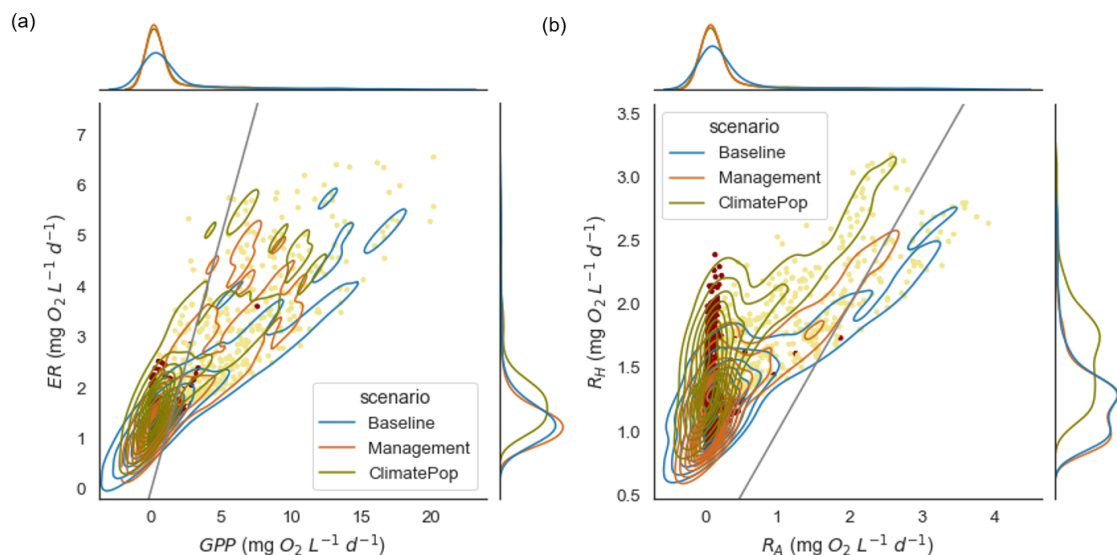 (a)
7
6
5
4
3
2
1
0
ER (mg O₂ L⁻¹ d⁻¹)
scenario
Baseline
Management
ClimatePop
0 5 10 15 20
GPP (mg O₂ L⁻¹ d⁻¹)
(b)
3.5
3.0
2.5
2.0
1.5
1.0
0.5
R_H (mg O₂ L⁻¹ d⁻¹)
scenario
Baseline
Management
ClimatePop
0 1 2 3 4
R_A (mg O₂ L⁻¹ d⁻¹)